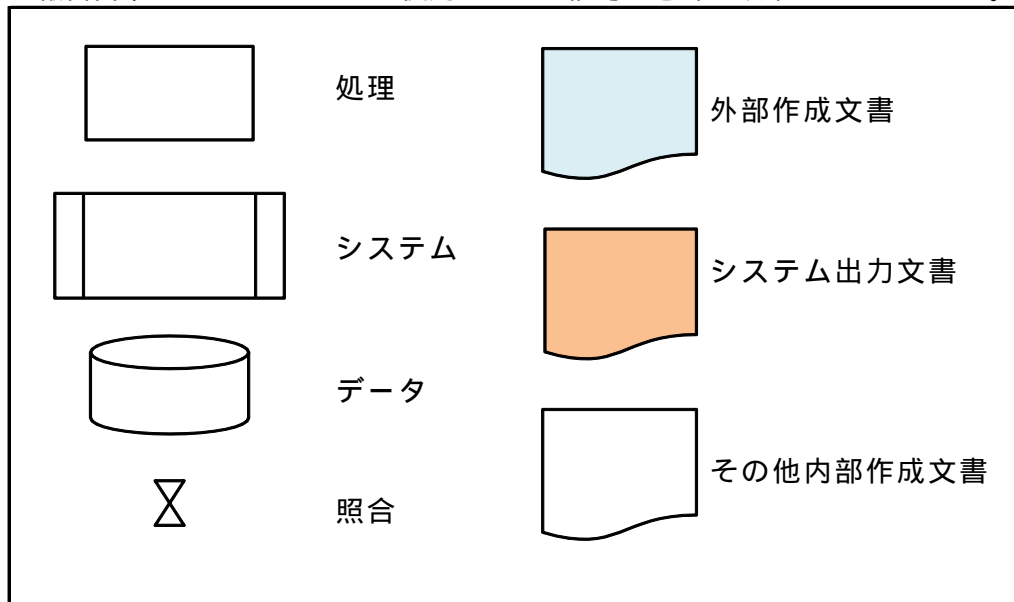 処理
システム
データ
照合
外部作成文書
システム出力文書
その他内部作成文書